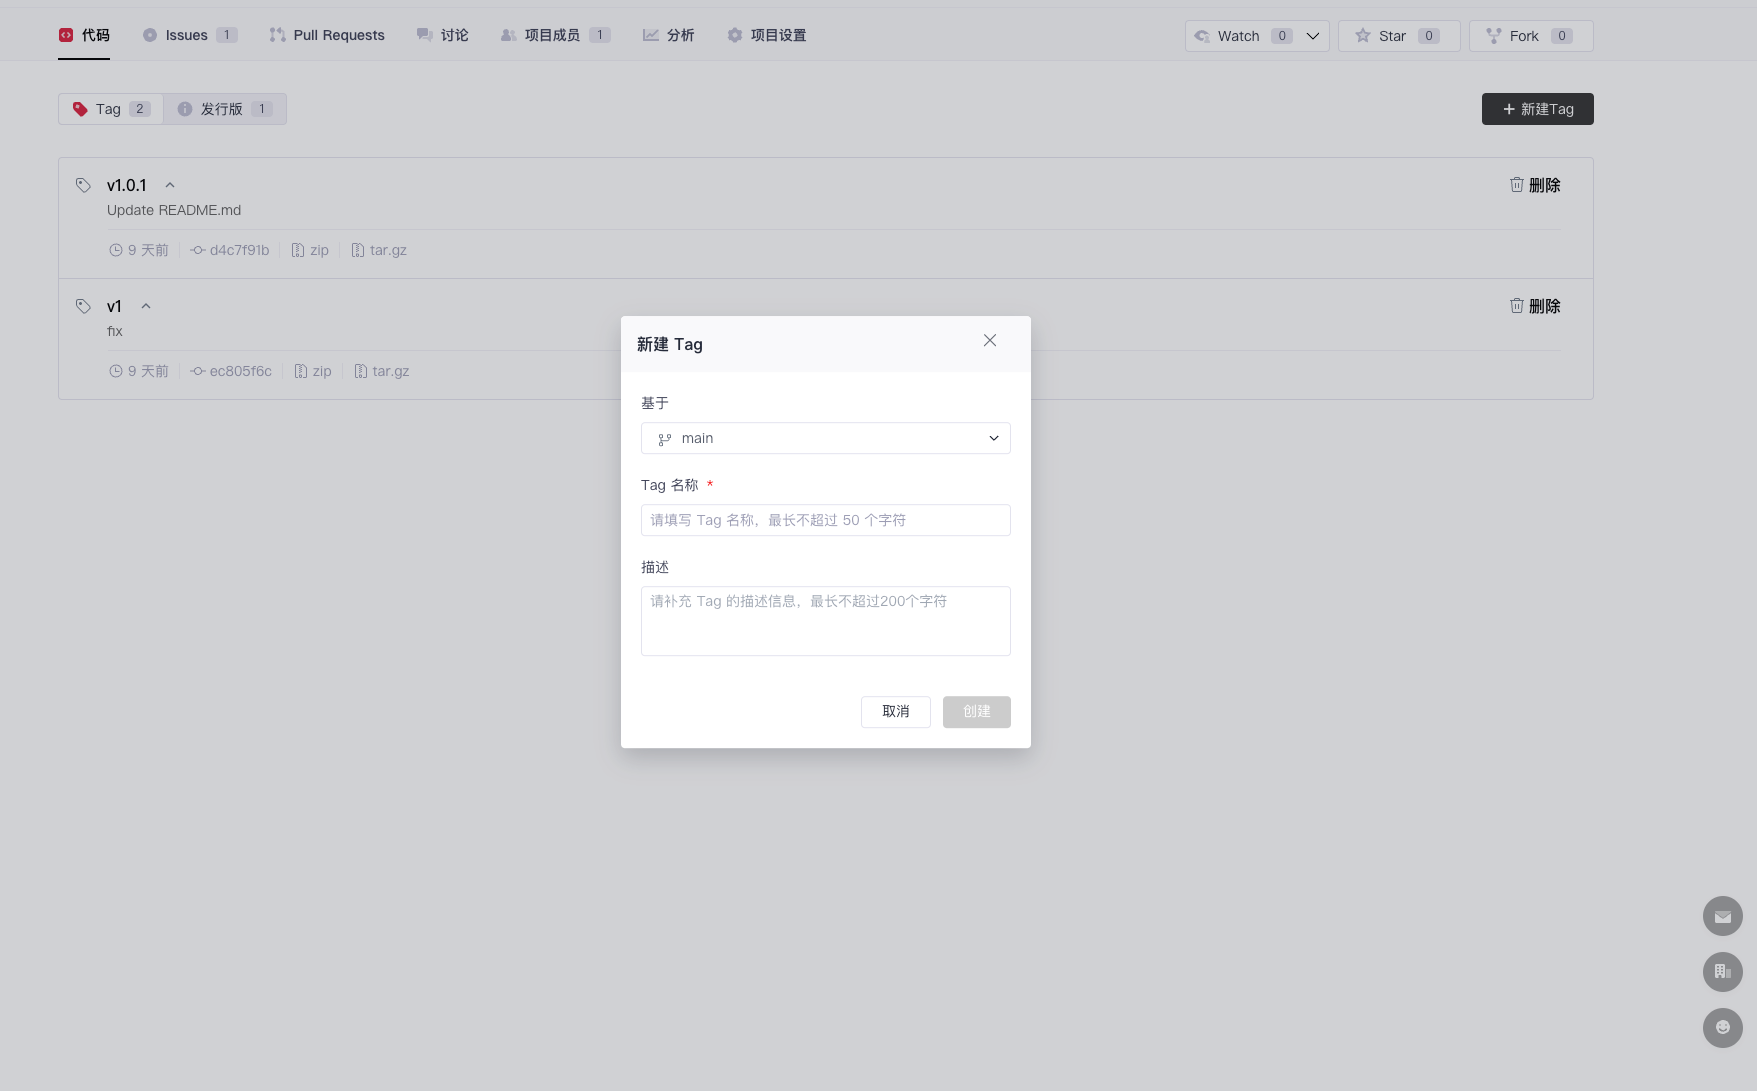 代码 Issues 1 Pull Requests 讨论 项目成员 1 分析 项目设置 Watch 0 Star 0 Fork 0
Tag 2 发行版 1 新建Tag
v1.0.1 删除
Update README.md
9 天前 d4c7f91b zip tar.gz
v1 删除
fix
9 天前 ec805f6c zip tar.gz
新建 Tag
基于
main
Tag 名称 *
请填写 Tag 名称，最长不超过 50 个字符
描述
请补充 Tag 的描述信息，最长不超过200个字符
取消 创建